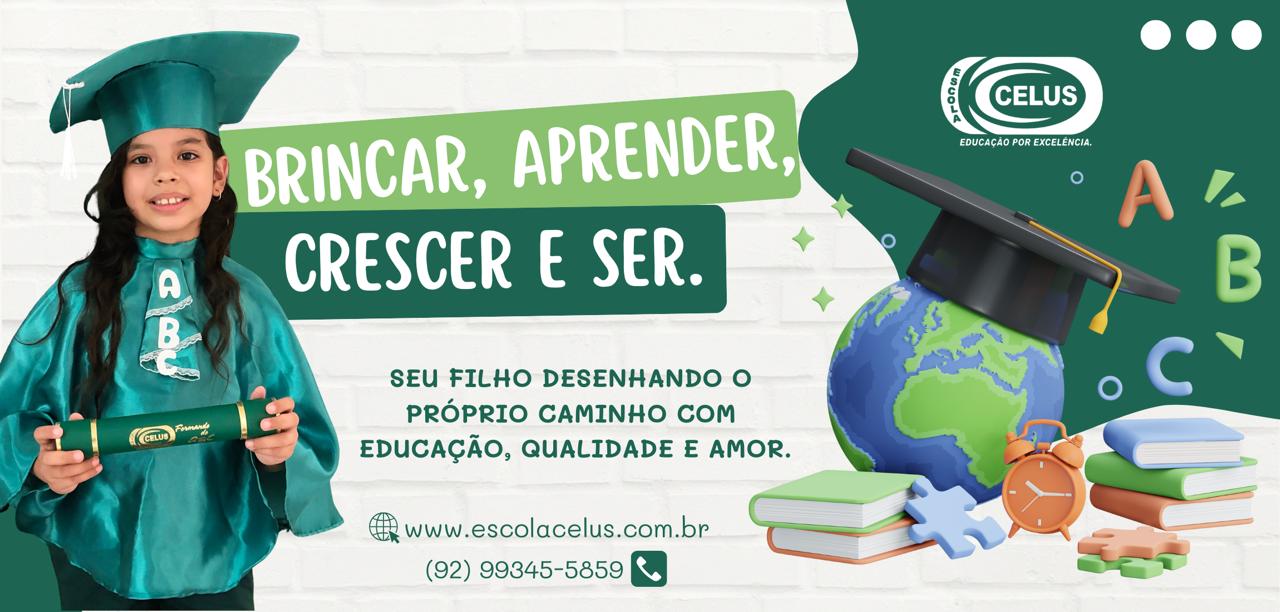 ESCOLA
CELUS
EDUCAÇÃO POR EXCELÊNCIA.
BRINCAR, APRENDER,
CRESCER E SER.
A
B
C
CELUS
Formando
do
ABC
SEU FILHO DESENHANDO O
PRÓPRIO CAMINHO COM
EDUCAÇÃO, QUALIDADE E AMOR.
www.escolacelus.com.br
(92) 99345-5859
A
B
C